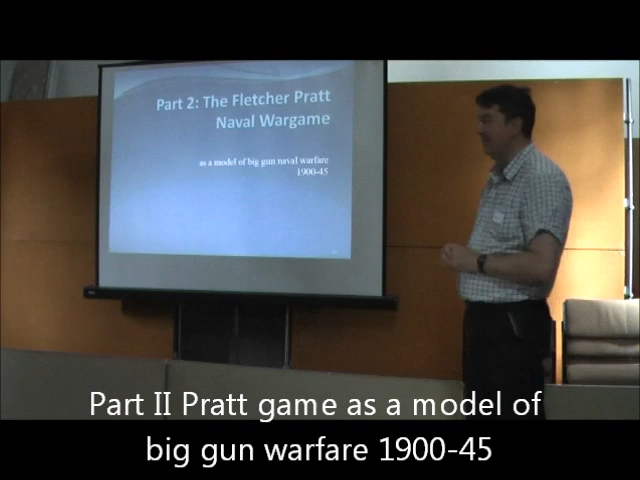 Part 2: The Fletcher Pratt
Naval Wargame
as a model of big gun naval warfare
1900-45
Part II Pratt game as a model of
big gun warfare 1900-45